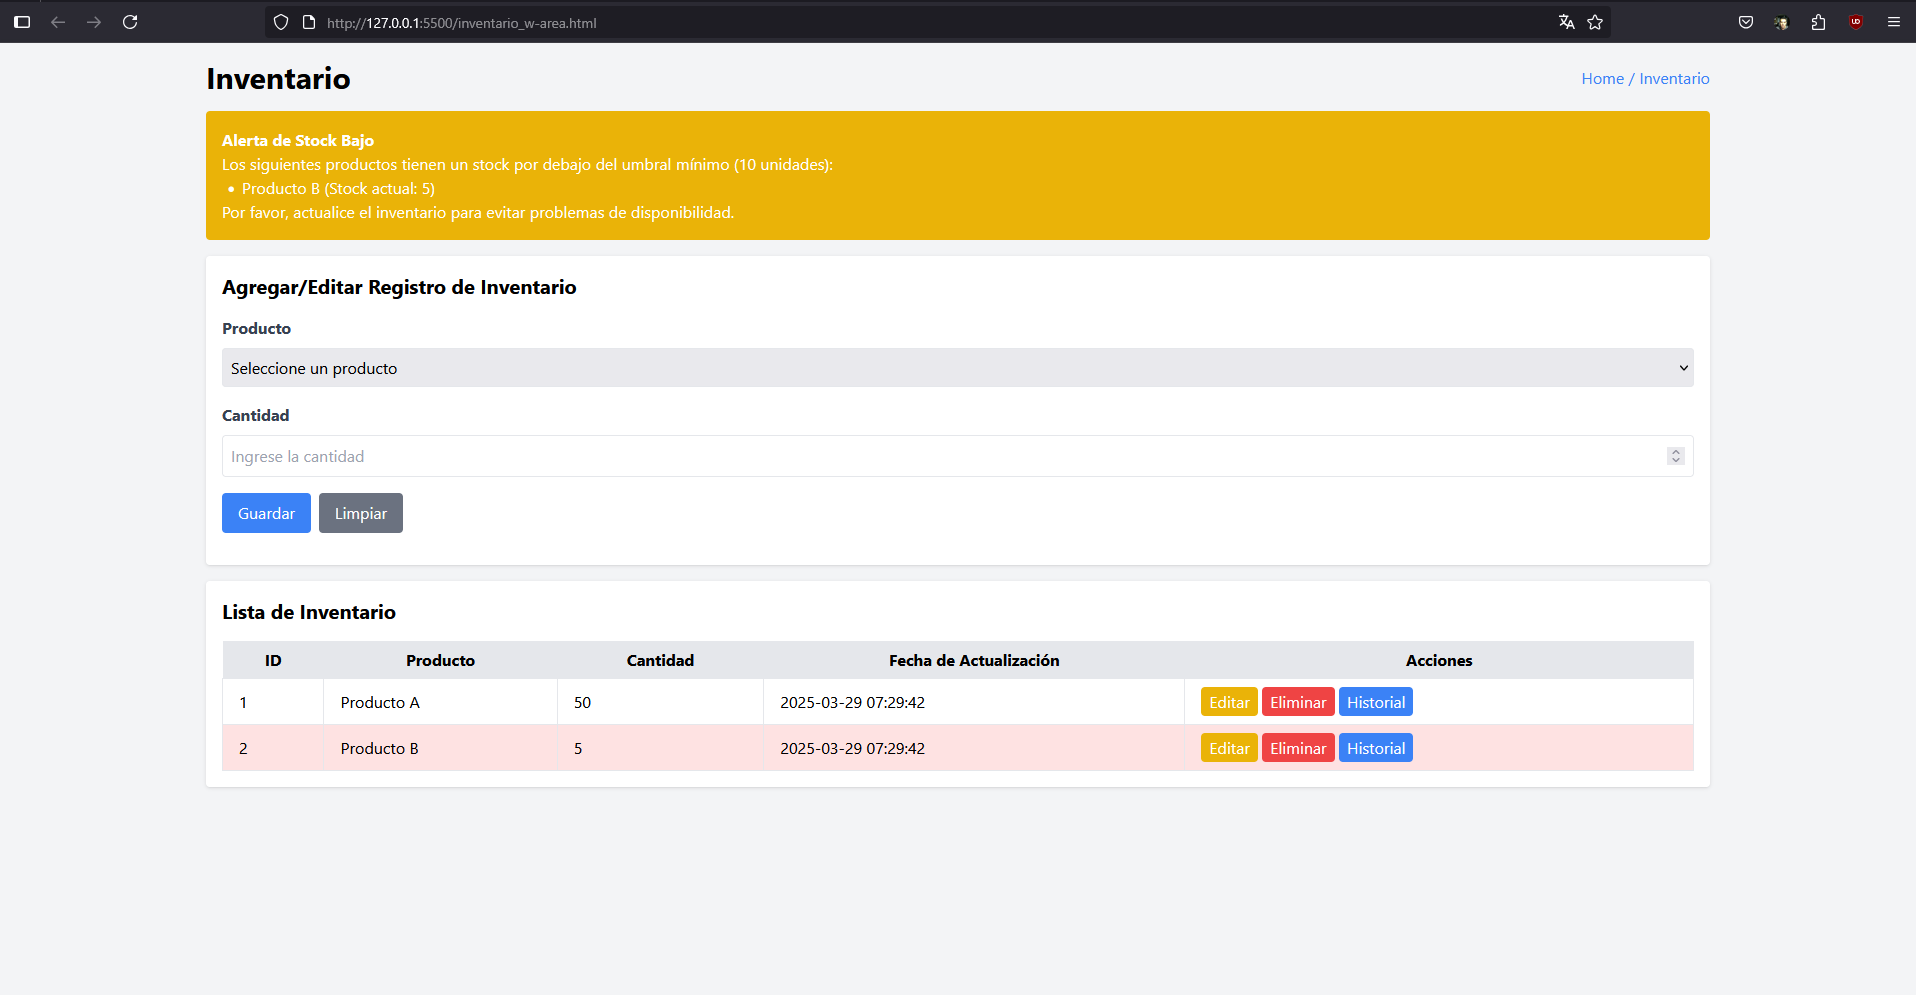 http://127.0.0.1:5500/inventario_w-area.html
Inventario
Home / Inventario
Alerta de Stock Bajo
Los siguientes productos tienen un stock por debajo del umbral mínimo (10 unidades):
• Producto B (Stock actual: 5)
Por favor, actualice el inventario para evitar problemas de disponibilidad.
Agregar/Editar Registro de Inventario
Producto
Seleccione un producto
Cantidad
Ingrese la cantidad
Guardar Limpiar
Lista de Inventario
ID Producto Cantidad Fecha de Actualización Acciones
1 Producto A 50 2025-03-29 07:29:42 Editar Eliminar Historial
2 Producto B 5 2025-03-29 07:29:42 Editar Eliminar Historial